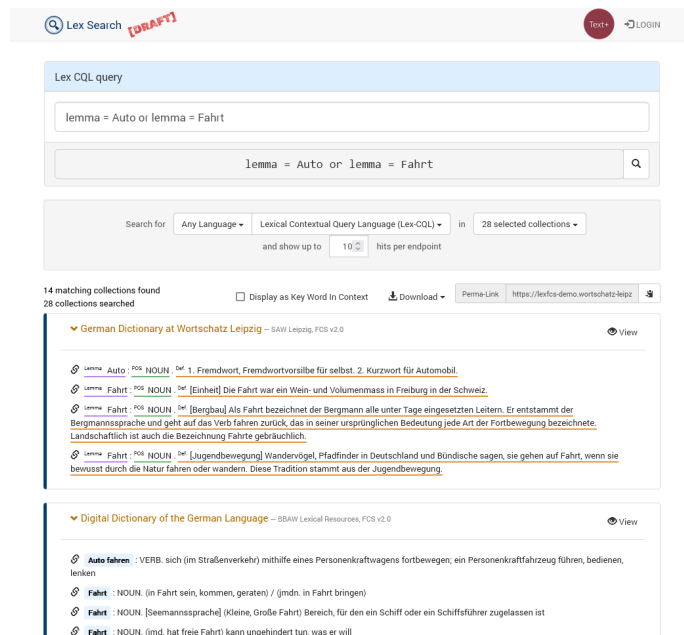 Lex Search [DRAFT]
Text+ LOGIN
Lex CQL query
lemma = Auto or lemma = Fahrt
lemma = Auto or lemma = Fahrt
Search for Any Language Lexical Contextual Query Language (Lex-CQL) in 28 selected collections
and show up to 10 hits per endpoint
14 matching collections found
28 collections searched
Display as Key Word In Context Download Perma-Link https://lexfcs-demo.wortschatz-leipz
German Dictionary at Wortschatz Leipzig – SAW Leipzig, FCS v2.0 View
Lemma Auto : POS NOUN . Def. 1. Fremdwort, Fremdwortvorsilbe für selbst. 2. Kurzwort für Automobil.
Lemma Fahrt : POS NOUN . Def. [Einheit] Die Fahrt war ein Wein- und Volumenmass in Freiburg in der Schweiz.
Lemma Fahrt : POS NOUN . Def. [Bergbau] Als Fahrt bezeichnet der Bergmann alle unter Tage eingesetzten Leitern. Er entstammt der
Bergmannssprache und geht auf das Verb fahren zurück, das in seiner ursprünglichen Bedeutung jede Art der Fortbewegung bezeichnete.
Landschaftlich ist auch die Bezeichnung Fahrte gebräuchlich.
Lemma Fahrt : POS NOUN . Def. [Jugendbewegung] Wandervögel, Pfadfinder in Deutschland und Bündische sagen, sie gehen auf Fahrt, wenn sie
bewusst durch die Natur fahren oder wandern. Diese Tradition stammt aus der Jugendbewegung.
Digital Dictionary of the German Language – BBAW Lexical Resources, FCS v2.0 View
Auto fahren : VERB. sich (im Straßenverkehr) mithilfe eines Personenkraftwagens fortbewegen; ein Personenkraftfahrzeug führen, bedienen,
lenken
Fahrt : NOUN. ⟨in Fahrt sein, kommen, geraten⟩ / ⟨jmdn. in Fahrt bringen⟩
Fahrt : NOUN. [Seemannssprache] ⟨Kleine, Große Fahrt⟩ Bereich, für den ein Schiff oder ein Schiffsführer zugelassen ist
Fahrt : NOUN. ⟨jmd. hat freie Fahrt⟩ kann ungehindert tun, was er will